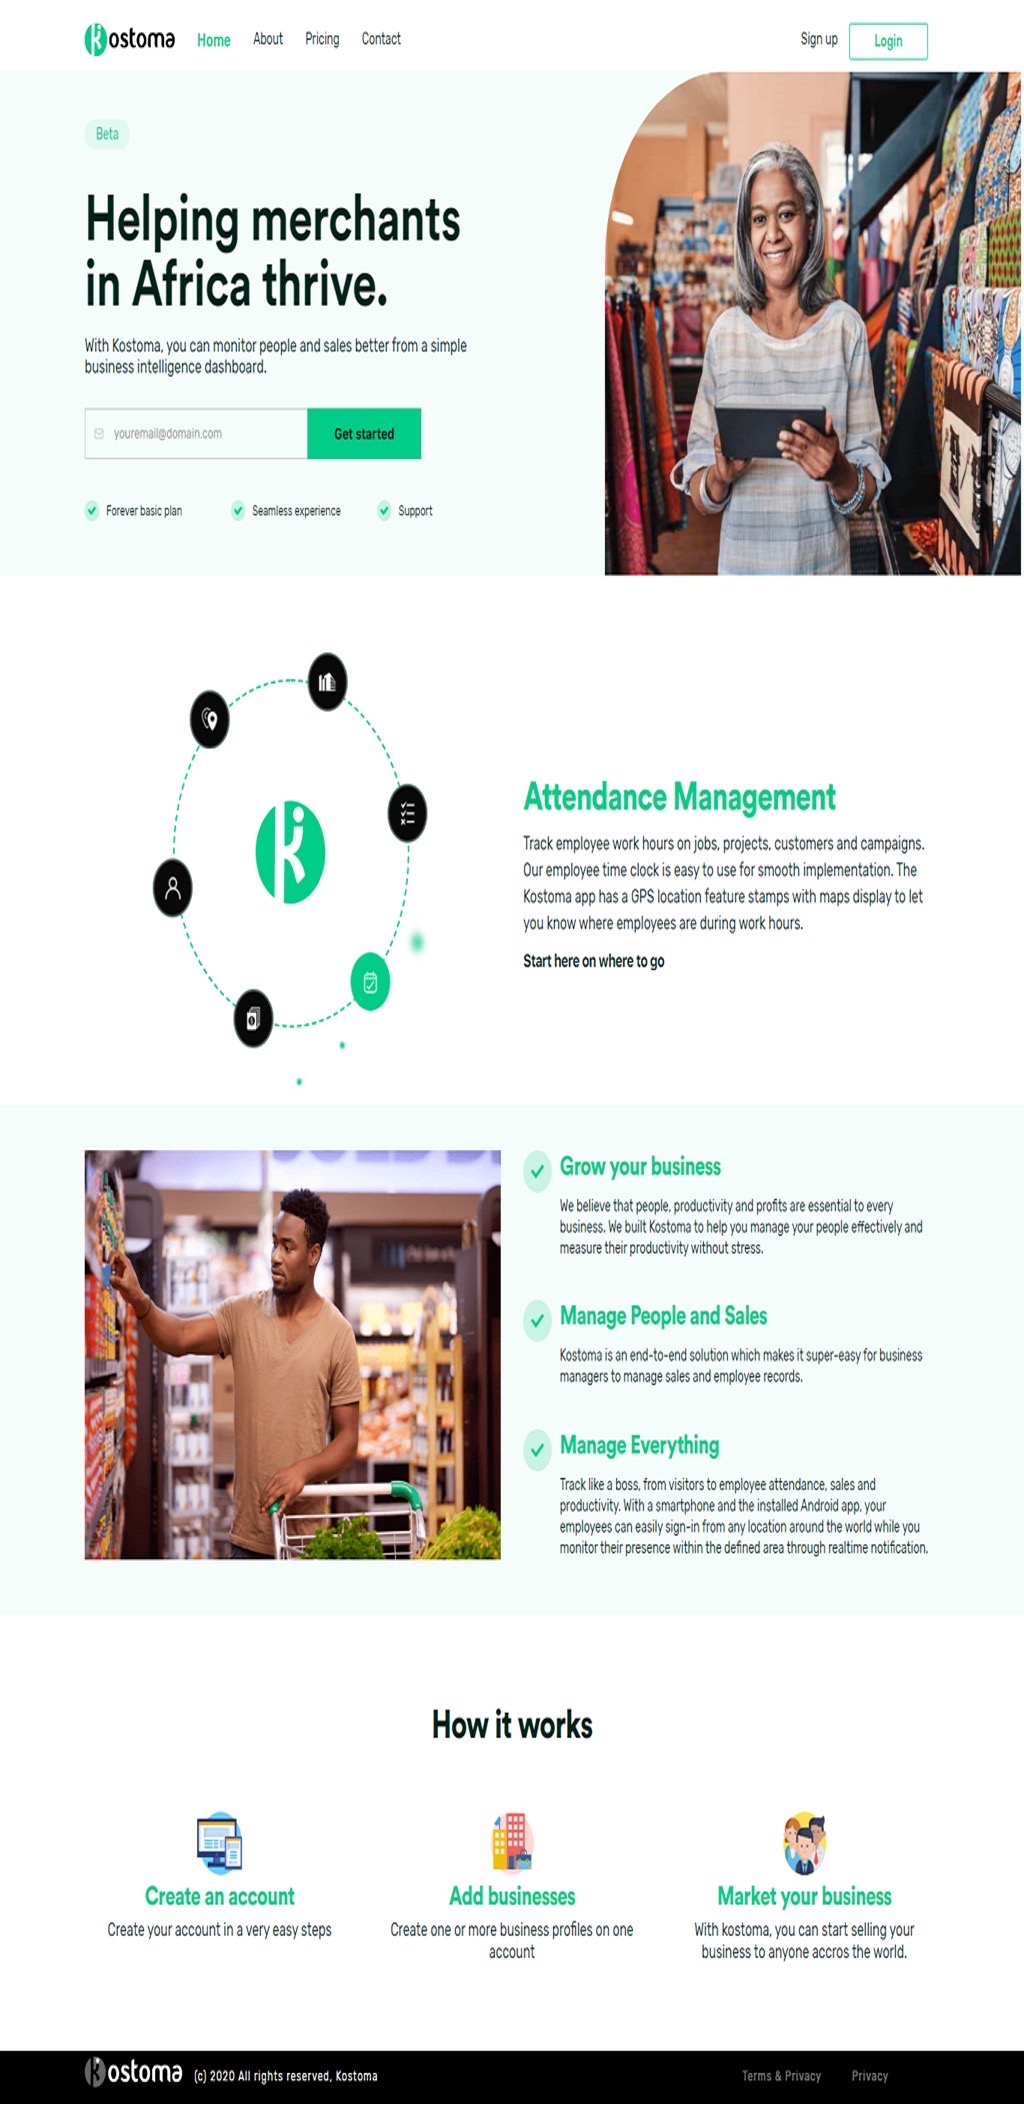 Kostoma Home About Pricing Contact Sign up Login
Beta
Helping merchants
in Africa thrive.
With Kostoma, you can monitor people and sales better from a simple
business intelligence dashboard.
youremail@domain.com Get started
Forever basic plan Seamless experience Support
Attendance Management
Track employee work hours on jobs, projects, customers and campaigns.
Our employee time clock is easy to use for smooth implementation. The
Kostoma app has a GPS location feature stamps with maps display to let
you know where employees are during work hours.
Start here on where to go
Grow your business
We believe that people, productivity and profits are essential to every
business. We built Kostoma to help you manage your people effectively and
measure their productivity without stress.
Manage People and Sales
Kostoma is an end-to-end solution which makes it super-easy for business
managers to manage sales and employee records.
Manage Everything
Track like a boss, from visitors to employee attendance, sales and
productivity. With a smartphone and the installed Android app, your
employees can easily sign-in from any location around the world while you
monitor their presence within the defined area through realtime notification.
How it works
Create an account
Create your account in a very easy steps
Add businesses
Create one or more business profiles on one
account
Market your business
With kostoma, you can start selling your
business to anyone accros the world.
Kostoma (c) 2020 All rights reserved, Kostoma Terms & Privacy Privacy